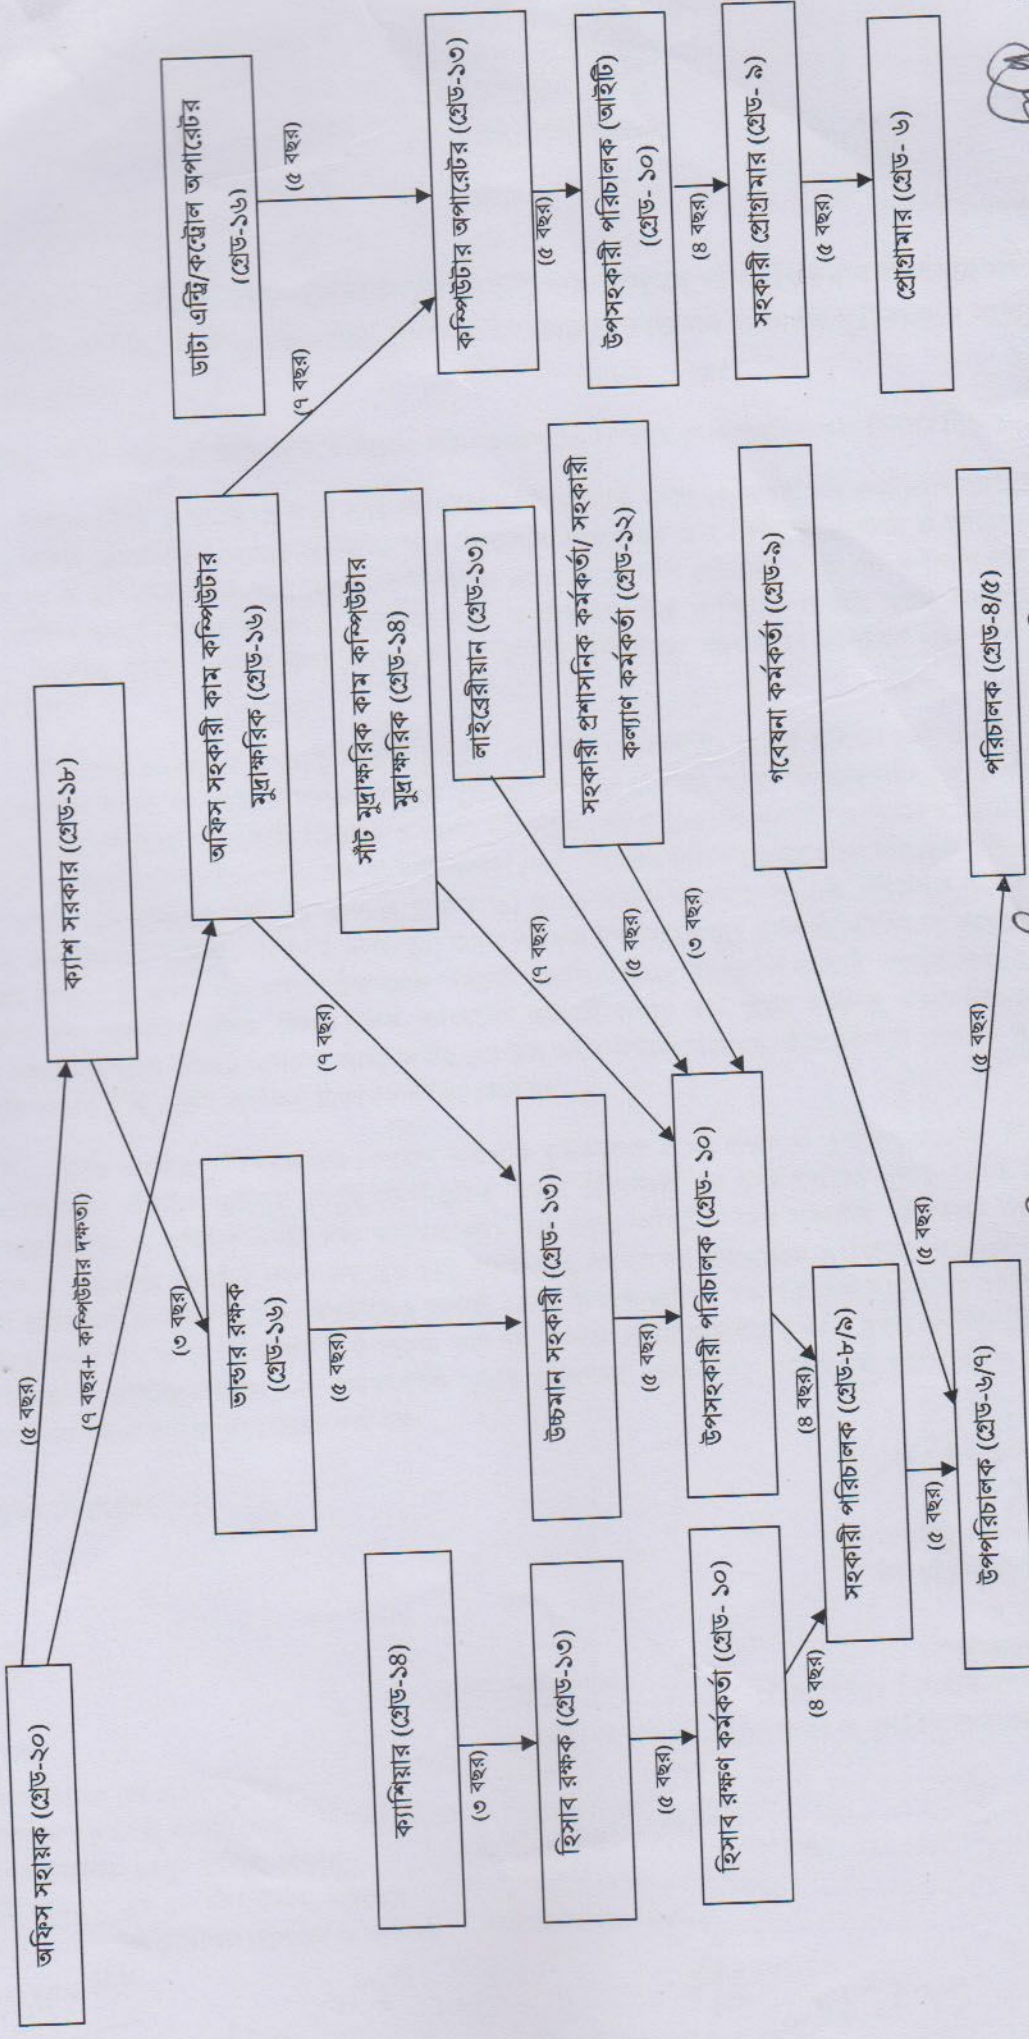 অফিস সহায়ক (গ্রেড-২০)
(৫ বছর)
(৭ বছর+ কম্পিউটার দক্ষতা)
ক্যাশ সরকার (গ্রেড-১৮)
(৩ বছর)
ভান্ডার রক্ষক
(গ্রেড-১৬)
(৫ বছর)
অফিস সহকারী কাম কম্পিউটার
মুদ্রাক্ষরিক (গ্রেড-১৬)
(৭ বছর)
(৭ বছর)
ডাটা এন্ট্রি/কন্ট্রোল অপারেটর
(গ্রেড-১৬)
(৫ বছর)
সাঁট মুদ্রাক্ষরিক কাম কম্পিউটার
মুদ্রাক্ষরিক (গ্রেড-১৪)
(৭ বছর)
ক্যাশিয়ার (গ্রেড-১৪)
(৩ বছর)
লাইব্রেরীয়ান (গ্রেড-১৩)
(৫ বছর)
কম্পিউটার অপারেটর (গ্রেড-১৩)
(৫ বছর)
হিসাব রক্ষক (গ্রেড-১৩)
(৫ বছর)
উচ্চমান সহকারী (গ্রেড- ১৩)
(৫ বছর)
সহকারী প্রশাসনিক কর্মকর্তা/ সহকারী
কল্যাণ কর্মকর্তা (গ্রেড-১২)
(৩ বছর)
উপসহকারী পরিচালক (আইটি)
(গ্রেড- ১০)
(৪ বছর)
হিসাব রক্ষণ কর্মকর্তা (গ্রেড- ১০)
(৪ বছর)
উপসহকারী পরিচালক (গ্রেড- ১০)
(৪ বছর)
সহকারী প্রোগ্রামার (গ্রেড- ৯)
(৫ বছর)
গবেষনা কর্মকর্তা (গ্রেড-৯)
(৫ বছর)
সহকারী পরিচালক (গ্রেড-৮/৯)
(৫ বছর)
প্রোগ্রামার (গ্রেড- ৬)
উপপরিচালক (গ্রেড-৬/৭)
(৫ বছর)
পরিচালক (গ্রেড-৪/৫)